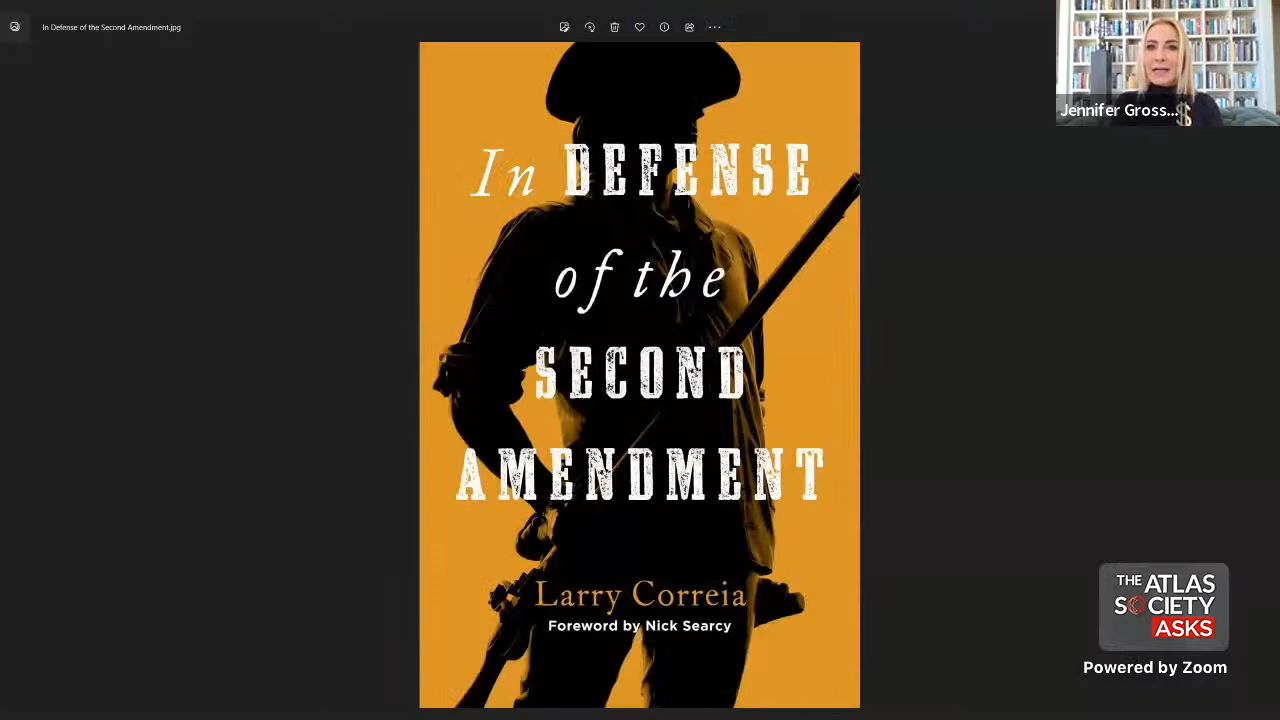 In Defense of the Second Amendment.jpg
Jennifer Gross...
In DEFENSE
of the
SECOND
AMENDMENT
Larry Correia
Foreword by Nick Searcy
THE ATLAS
SOCIETY
ASKS
Powered by Zoom